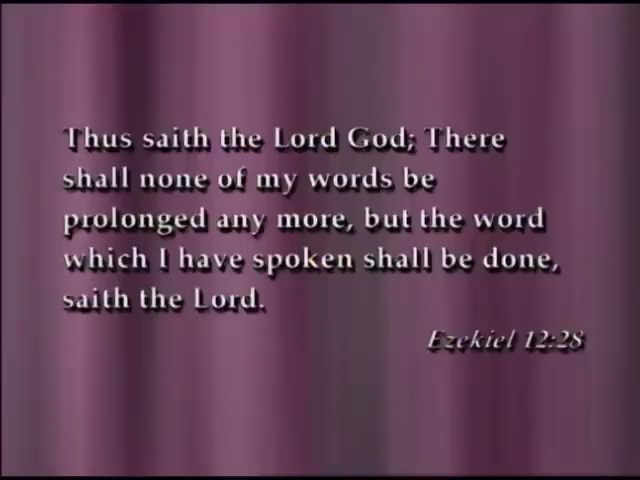 Thus saith the Lord God; There
shall none of my words be
prolonged any more, but the word
which I have spoken shall be done,
saith the Lord.
Ezekiel 12:28